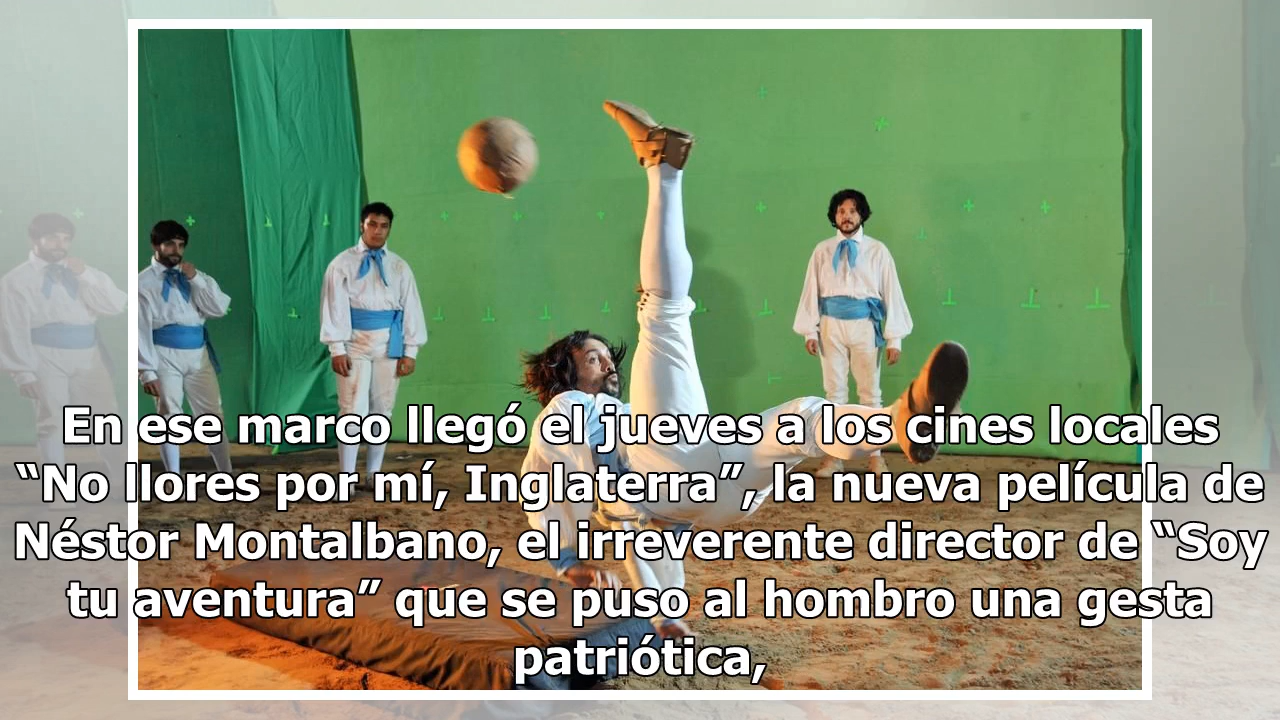 En ese marco llegó el jueves a los cines locales
“No llores por mí, Inglaterra”, la nueva película de
Néstor Montalbano, el irreverente director de “Soy
tu aventura” que se puso al hombro una gesta
patriótica,